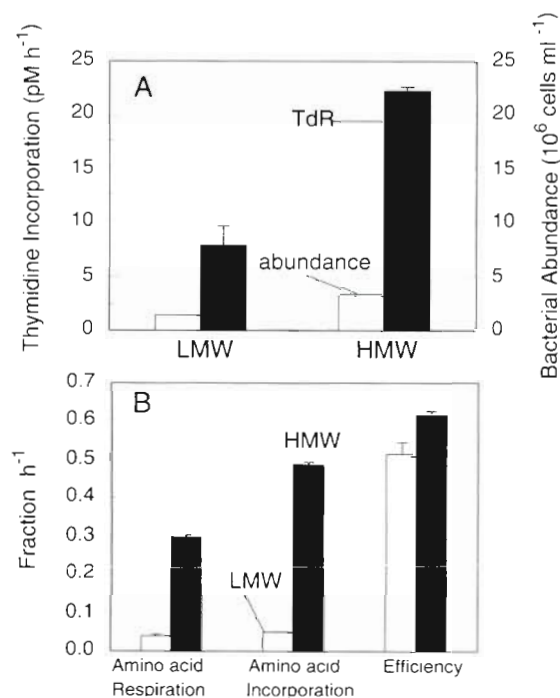 A
Thymidine Incorporation (pM h-1)
25
20
15
10
5
0
TdR
abundance
LMW
HMW
25
20
15
10
5
0
Bacterial Abundance (10⁶ cells ml⁻¹)
B
Fraction h⁻¹
0.7
0.6
0.5
0.4
0.3
0.2
0.1
0.0
HMW
LMW
Amino acid
Respiration
Amino acid
Incorporation
Efficiency